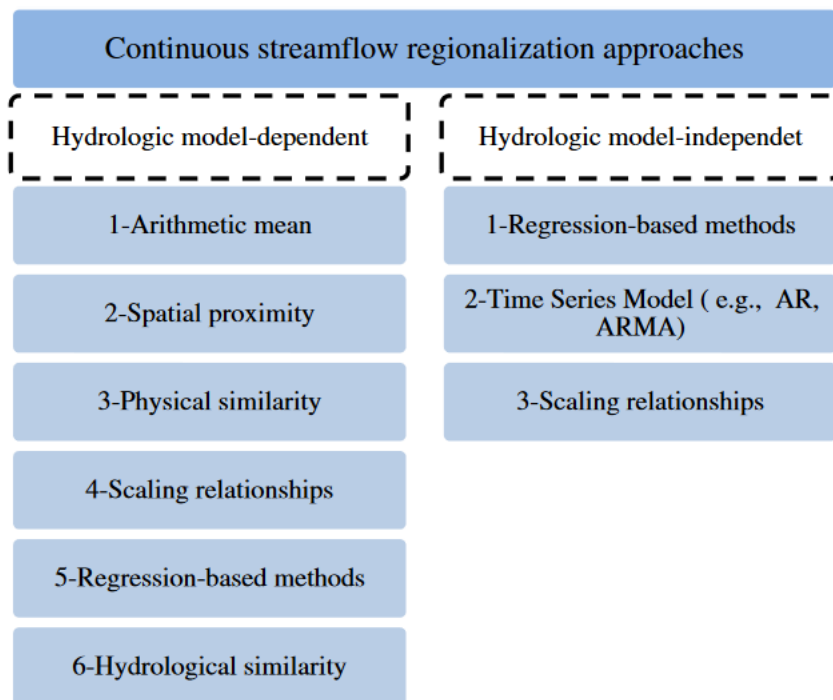 Continuous streamflow regionalization approaches
Hydrologic model-dependent
1-Arithmetic mean
2-Spatial proximity
3-Physical similarity
4-Scaling relationships
5-Regression-based methods
6-Hydrological similarity
Hydrologic model-independet
1-Regression-based methods
2-Time Series Model ( e.g., AR,
ARMA)
3-Scaling relationships